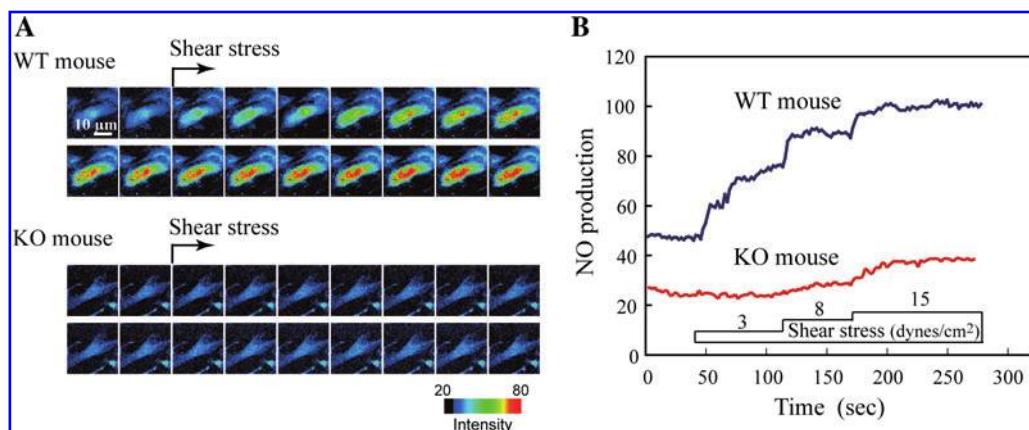 A
WT mouse
Shear stress
10 µm
KO mouse
Shear stress
20 80
Intensity
B
120
100
80
60
40
20
0
NO production
WT mouse
KO mouse
3
8
15
Shear stress (dynes/cm²)
0 50 100 150 200 250 300
Time (sec)